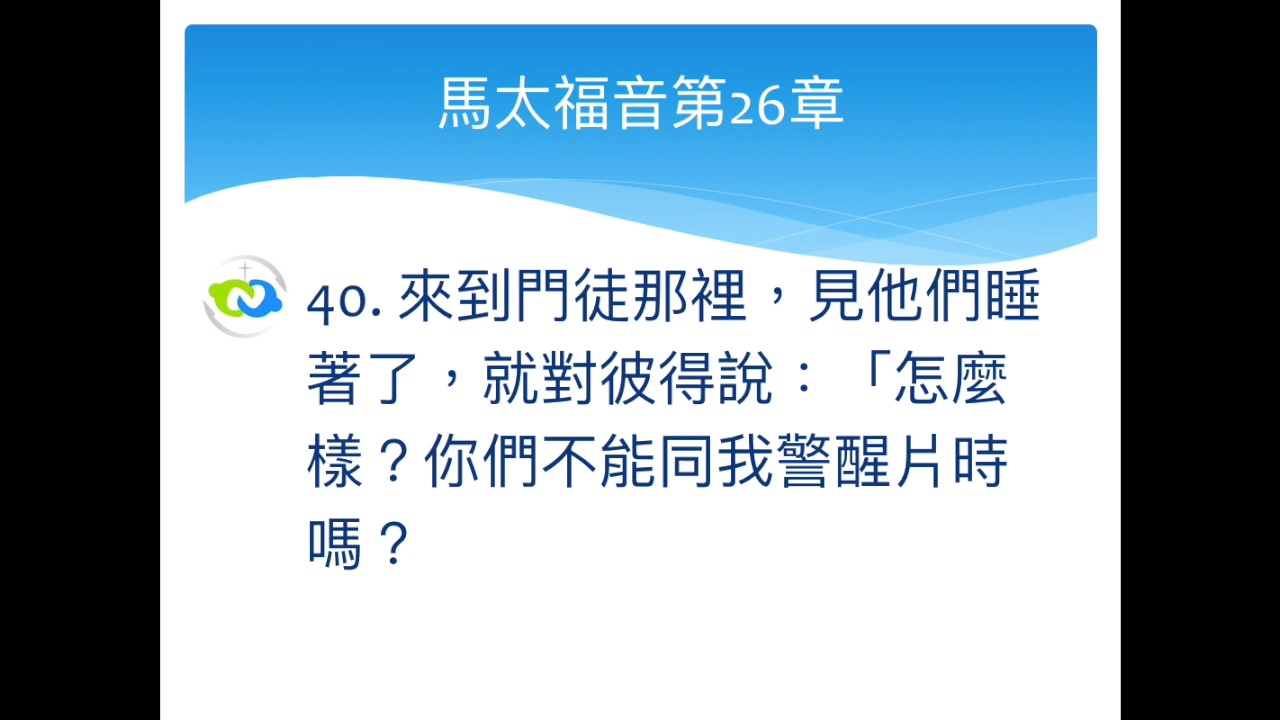 馬太福音第26章
40. 來到門徒那裡，見他們睡
著了，就對彼得說：「怎麼
樣？你們不能同我警醒片時
嗎？